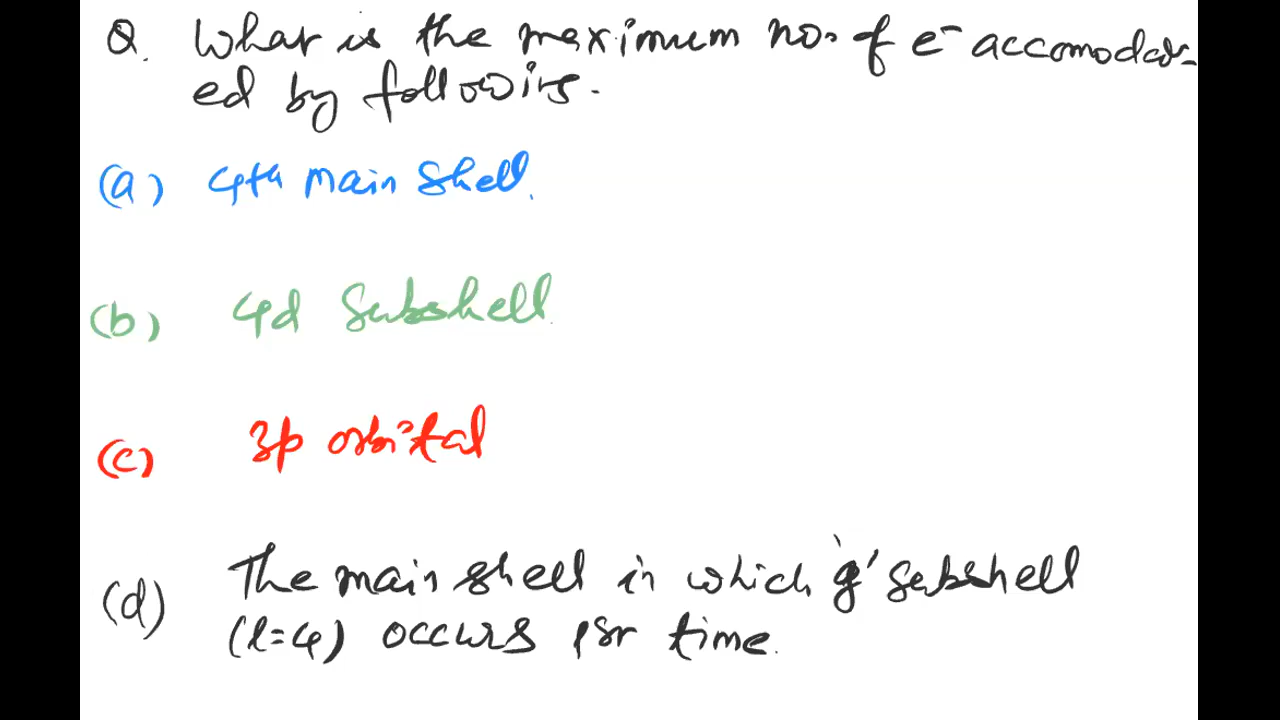 Q. What is the maximum no. of e⁻ accomodat-
ed by following.
(a) 4th main shell.
(b) 4d Subshell.
(c) 3p orbital
(d) The main shell in which 'g' subshell
(l=4) occurs 1st time.